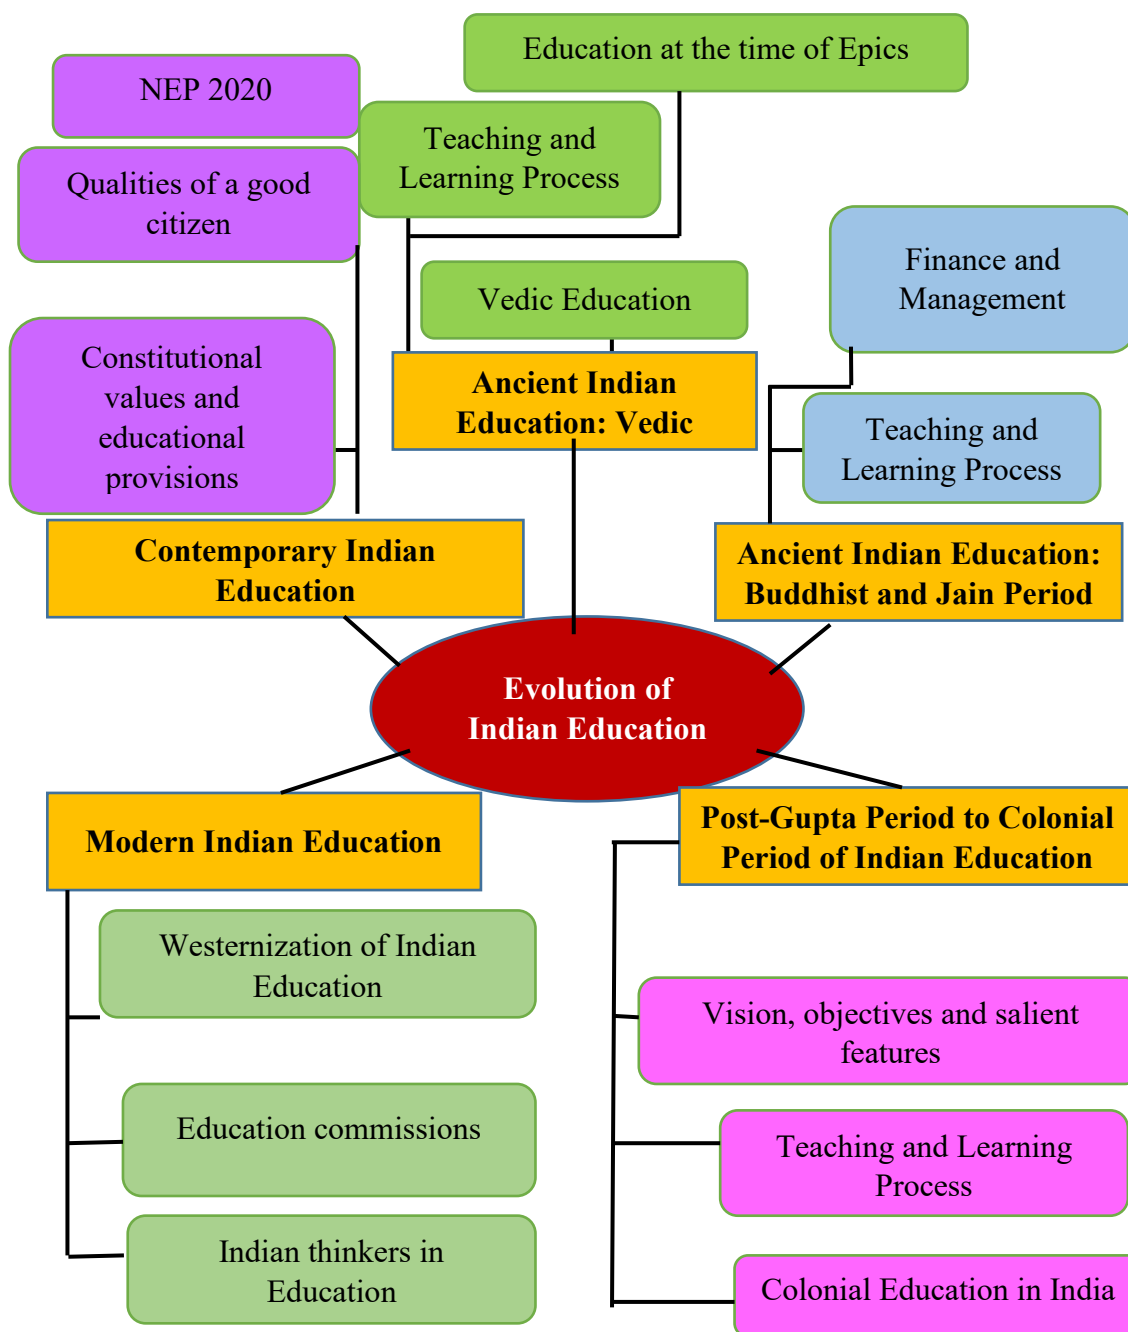 Education at the time of Epics
NEP 2020
Teaching and
Learning Process
Qualities of a good
citizen
Finance and
Management
Vedic Education
Constitutional
values and
educational
provisions
Ancient Indian
Education: Vedic
Teaching and
Learning Process
Contemporary Indian
Education
Ancient Indian Education:
Buddhist and Jain Period
Evolution of
Indian Education
Modern Indian Education
Post-Gupta Period to Colonial
Period of Indian Education
Westernization of Indian
Education
Vision, objectives and salient
features
Education commissions
Teaching and Learning
Process
Indian thinkers in
Education
Colonial Education in India